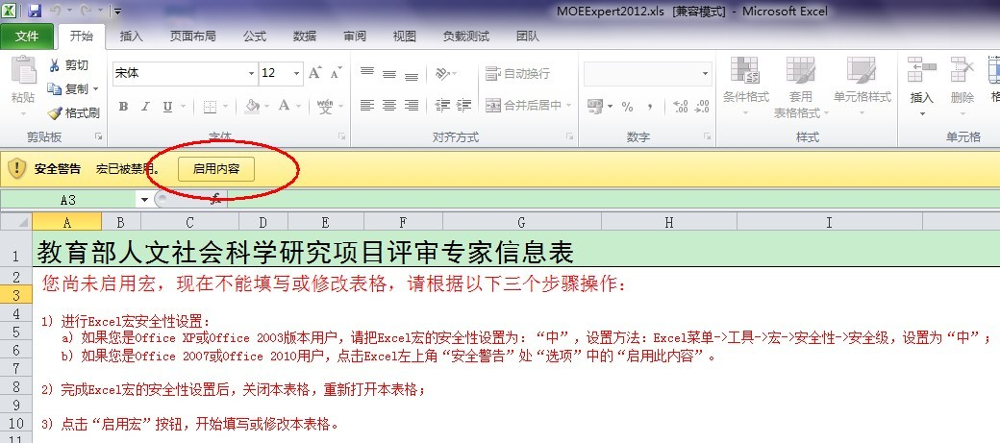 MOEExpert2012.xls [兼容模式] - Microsoft Excel
文件 开始 插入 页面布局 公式 数据 审阅 视图 负载测试 团队
剪切
宋体 12 自动换行
粘贴 复制 条件格式 套用 表格格式 单元格样式 插入 删除
格式刷 B I U A 合并后居中
剪贴板 字体 对齐方式 数字 样式 单元格
安全警告 宏已被禁用。 启用内容
A3 fx
A B C D E F G H I
1 教育部人文社会科学研究项目评审专家信息表
2
3 您尚未启用宏，现在不能填写或修改表格，请根据以下三个步骤操作：
4 1) 进行Excel宏安全性设置：
5 a) 如果您是Office XP或Office 2003版本用户，请把Excel宏的安全性设置为：“中”，设置方法：Excel菜单->工具->宏->安全性->安全级，设置为“中”；
6 b) 如果您是Office 2007或Office 2010用户，点击Excel左上角“安全警告”处“选项”中的“启用此内容”。
7
8 2) 完成Excel宏的安全性设置后，关闭本表格，重新打开本表格；
9
10 3) 点击“启用宏”按钮，开始填写或修改本表格。
11